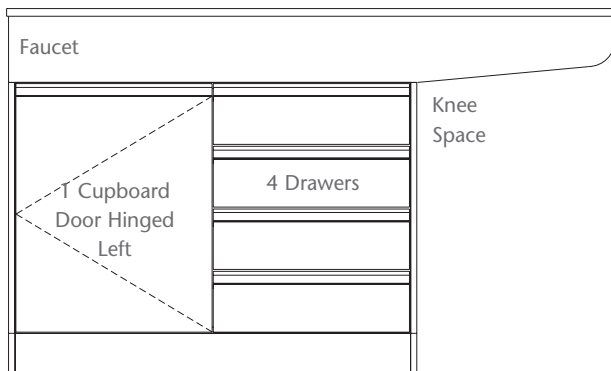 Faucet
Knee
Space
1 Cupboard
Door Hinged
Left
4 Drawers